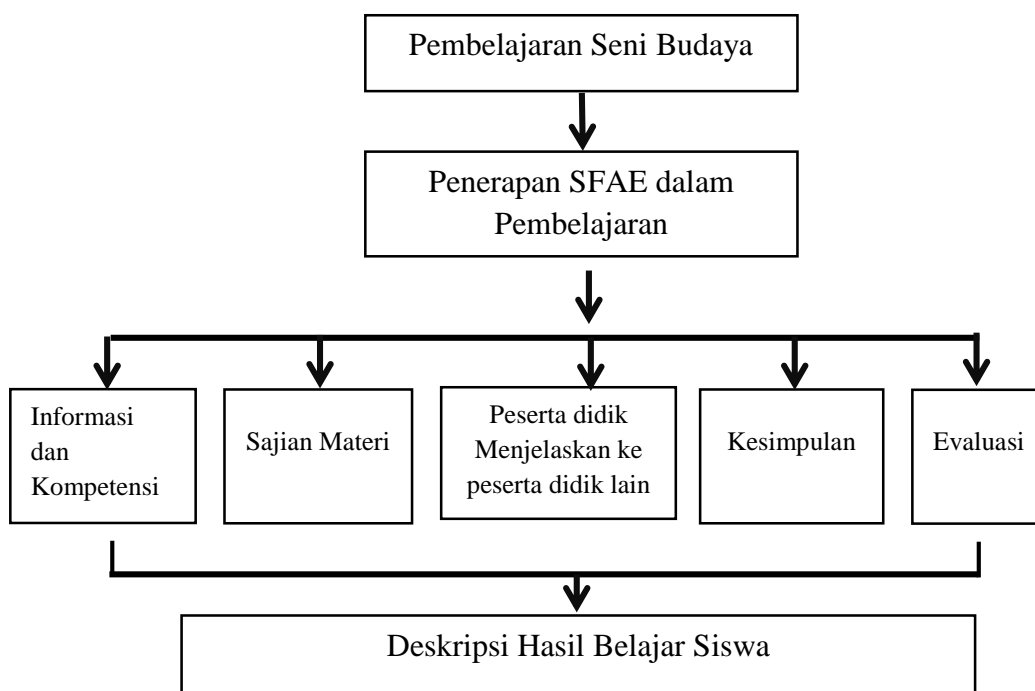 Pembelajaran Seni Budaya
Penerapan SFAE dalam
Pembelajaran
Informasi
dan
Kompetensi
Sajian Materi
Peserta didik
Menjelaskan ke
peserta didik lain
Kesimpulan
Evaluasi
Deskripsi Hasil Belajar Siswa